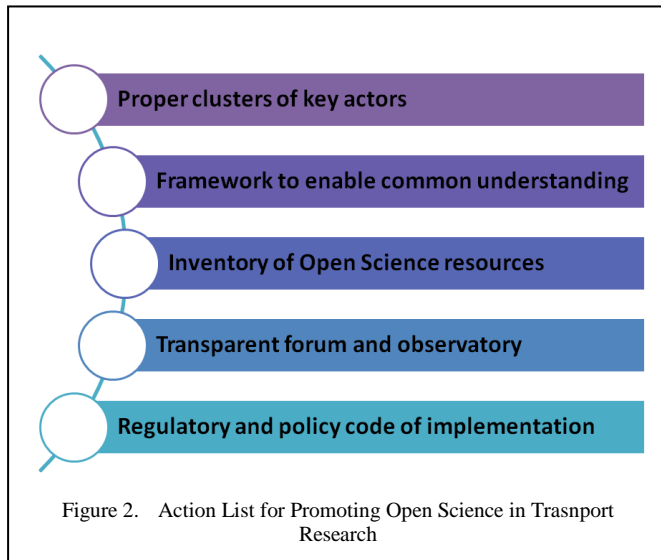 Proper clusters of key actors
Framework to enable common understanding
Inventory of Open Science resources
Transparent forum and observatory
Regulatory and policy code of implementation
Figure 2. Action List for Promoting Open Science in Trasnport
Research